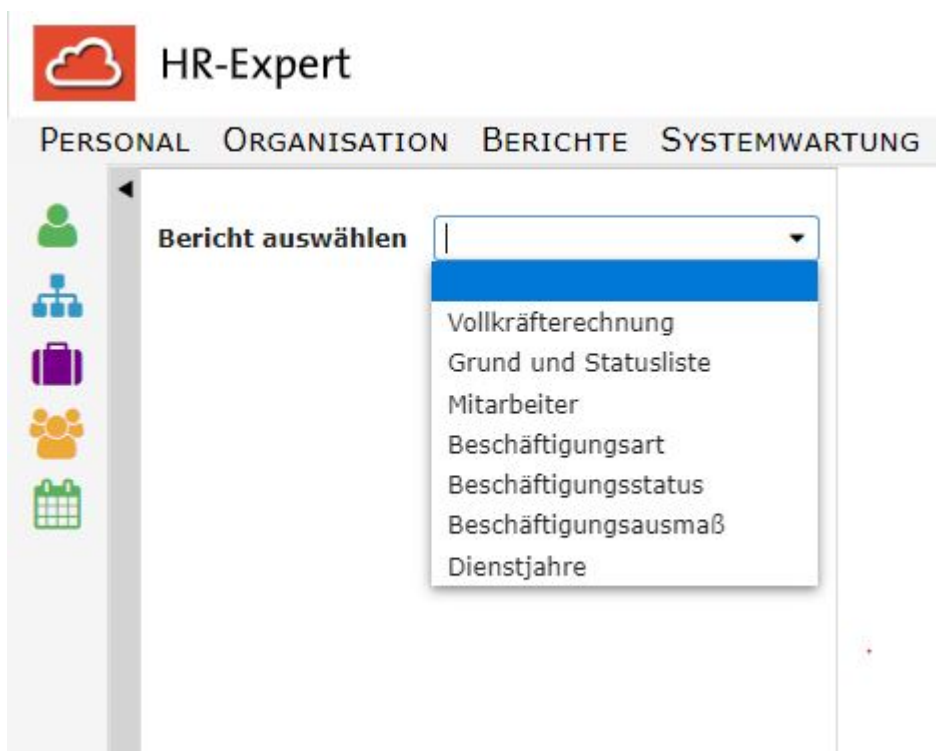 HR-Expert
PERSONAL ORGANISATION BERICHTE SYSTEMWARTUNG
Bericht auswählen
Vollkräfterechnung
Grund und Statusliste
Mitarbeiter
Beschäftigungsart
Beschäftigungsstatus
Beschäftigungsausmaß
Dienstjahre